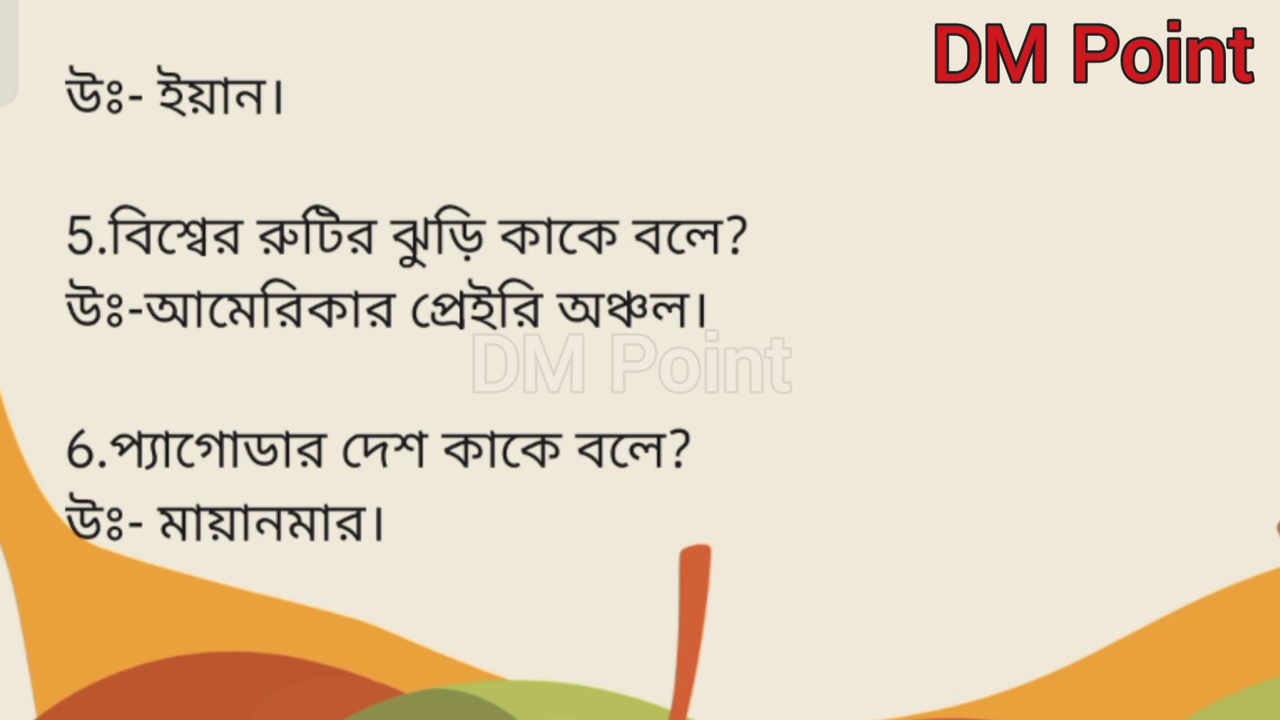 DM Point
উঃ- ইয়ান।
5.বিশ্বের রুটির ঝুড়ি কাকে বলে?
উঃ-আমেরিকার প্রেইরি অঞ্চল।
DM Point
6.প্যাগোডার দেশ কাকে বলে?
উঃ- মায়ানমার।